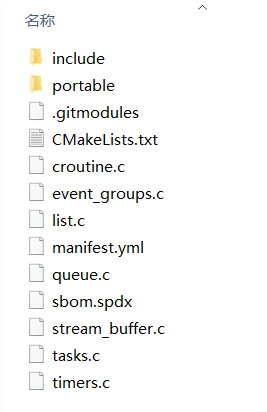 名称
include
portable
.gitmodules
CMakeLists.txt
croutine.c
event_groups.c
list.c
manifest.yml
queue.c
sbom.spdx
stream_buffer.c
tasks.c
timers.c